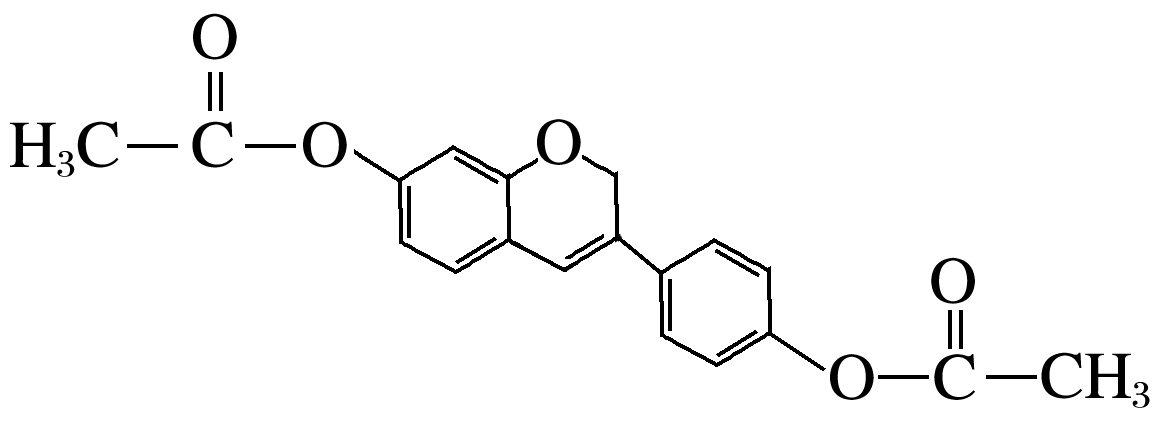 O
H₃C — C — O
O
O
O — C — CH₃